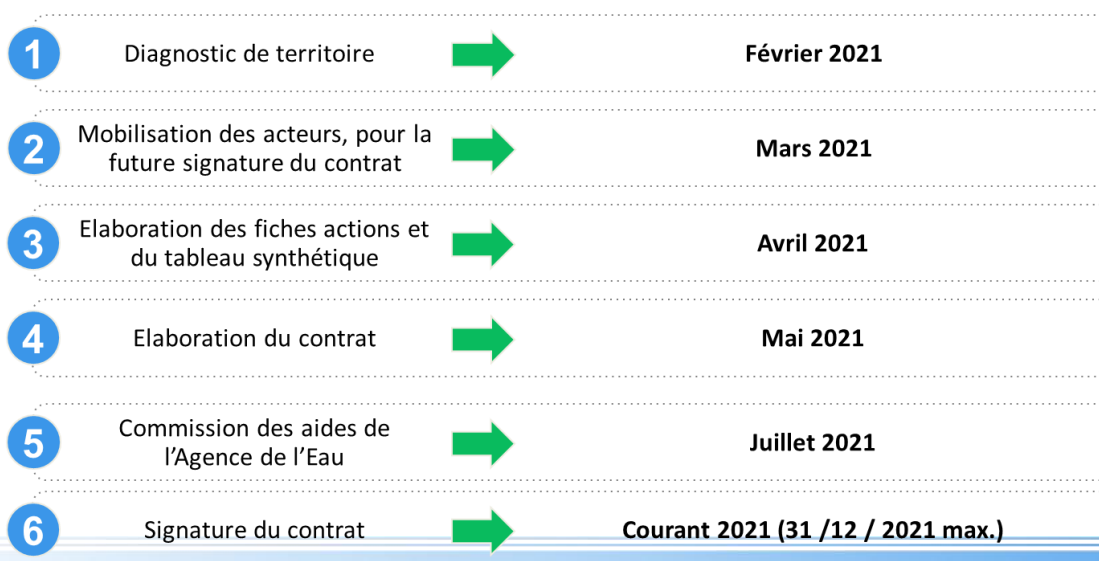 1
Diagnostic de territoire
Février 2021
2
Mobilisation des acteurs, pour la
future signature du contrat
Mars 2021
3
Elaboration des fiches actions et
du tableau synthétique
Avril 2021
4
Elaboration du contrat
Mai 2021
5
Commission des aides de
l’Agence de l’Eau
Juillet 2021
6
Signature du contrat
Courant 2021 (31 /12 / 2021 max.)